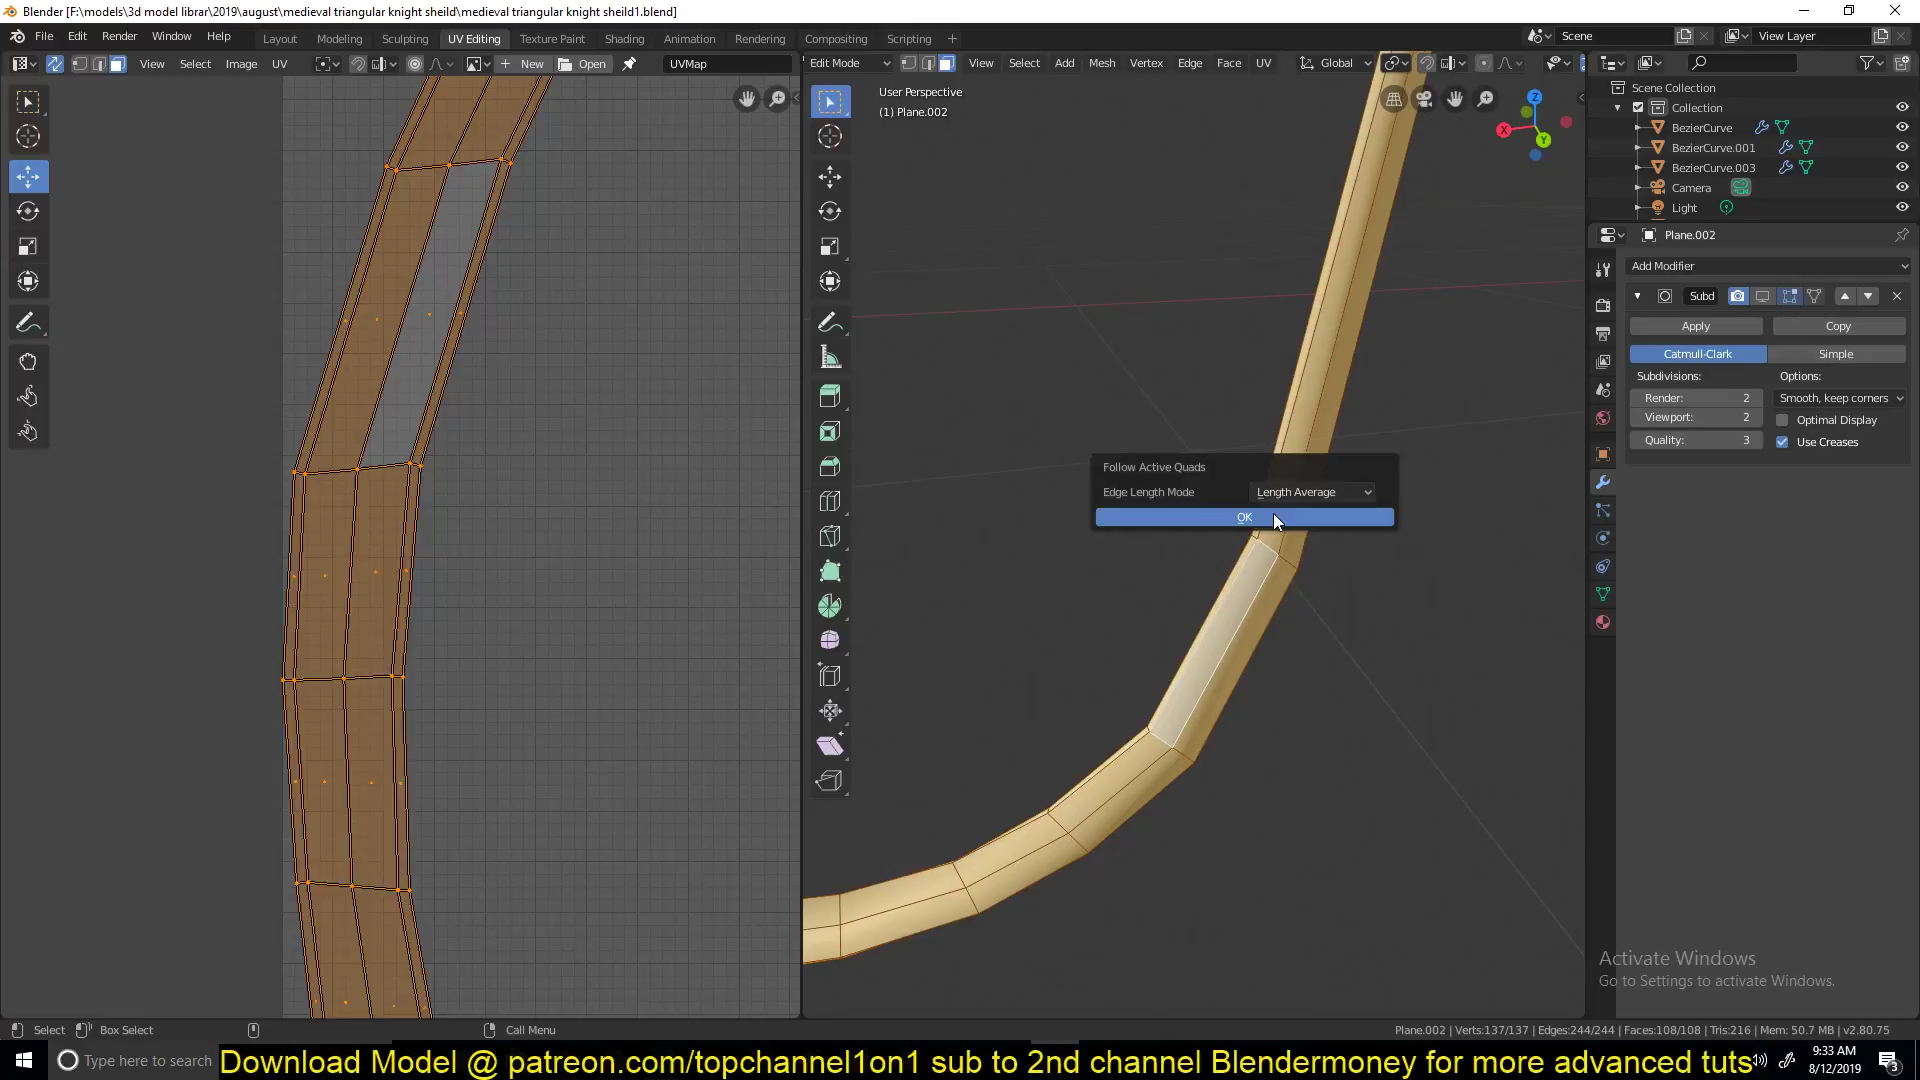 Blender [F:\models\3d model librar\2019\august\medieval triangular knight sheild\medieval triangular knight sheild1.blend]
File Edit Render Window Help Layout Modeling Sculpting UV Editing Texture Paint Shading Animation Rendering Compositing Scripting + Scene View Layer
View Select Image UV New Open UVMap Edit Mode View Select Add Mesh Vertex Edge Face UV Global
User Perspective
(1) Plane.002
Z
X
Y
Scene Collection
Collection
BezierCurve
BezierCurve.001
BezierCurve.003
Camera
Light
Plane.002
Add Modifier
Subd
Apply Copy
Catmull-Clark Simple
Subdivisions: Options:
Render: 2 Smooth, keep corners
Viewport: 2 Optimal Display
Quality: 3 Use Creases
Follow Active Quads
Edge Length Mode Length Average
OK
Activate Windows
Go to Settings to activate Windows.
Select Box Select Call Menu Plane.002 | Verts:137/137 | Edges:244/244 | Faces:108/108 | Tris:216 | Mem: 50.7 MB | v2.80.75
Type here to search
Download Model @ patreon.com/topchannel1on1 sub to 2nd channel Blendermoney for more advanced tuts
9:33 AM
8/12/2019
3